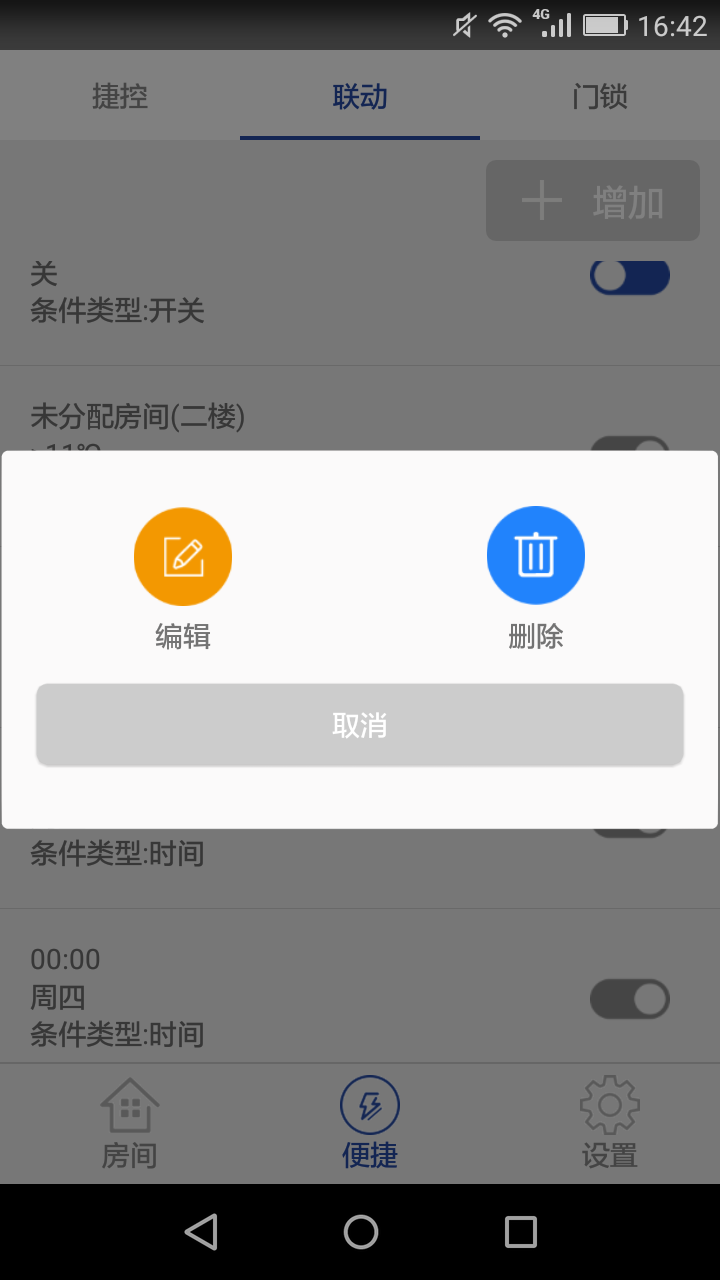 4G 16:42
捷控 联动 门锁
增加
关
条件类型:开关
未分配房间(二楼)
编辑 删除
取消
条件类型:时间
00:00
周四
条件类型:时间
房间 便捷 设置